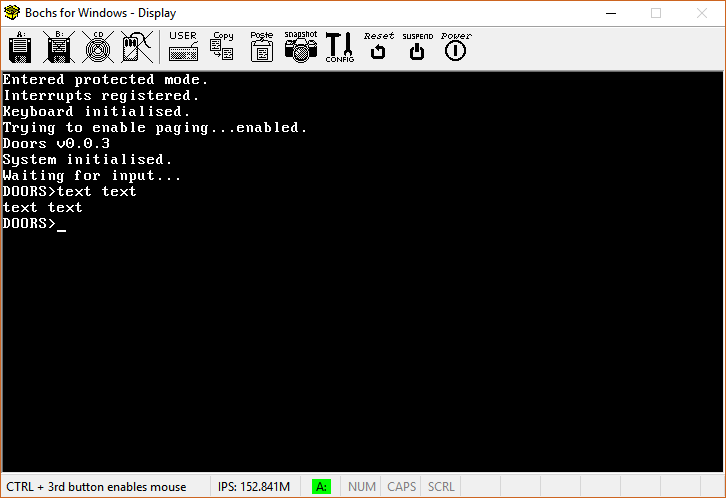 Bochs for Windows - Display
A: B: CD USER Copy Paste snapshot CONFIG Reset SUSPEND Power
Entered protected mode.
Interrupts registered.
Keyboard initialised.
Trying to enable paging...enabled.
Doors v0.0.3
System initialised.
Waiting for input...
DOORS>text text
text text
DOORS>_
CTRL + 3rd button enables mouse IPS: 152.841M A: NUM CAPS SCRL